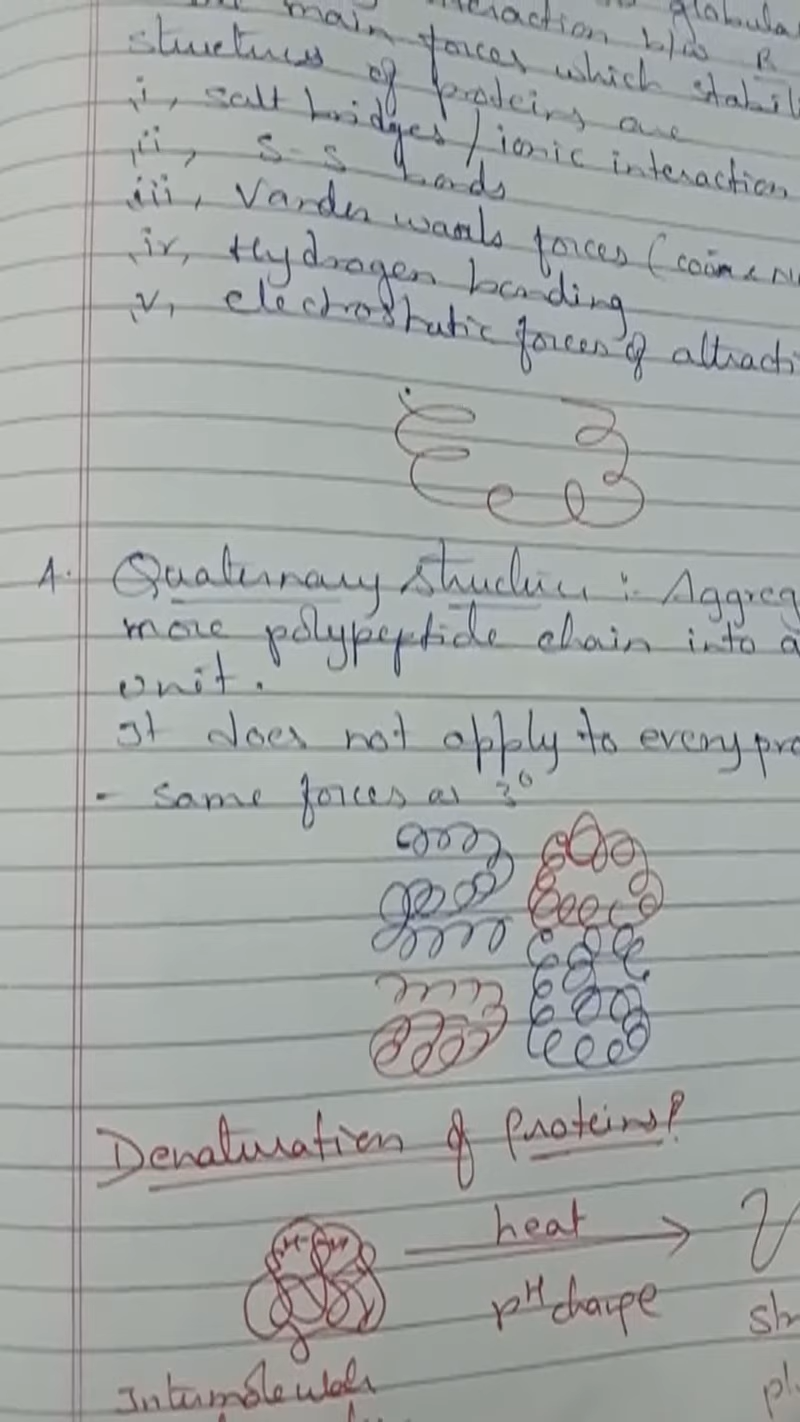 main forces which stabil
structures of proteins are
i, salt bridges / ionic interaction
ii, S-S bonds
iii, Vander waals forces (
iv, Hydrogen bonding
v, electrostatic forces of attracti
4. Quaternary structure : Aggreg
more polypeptide chain into a
unit.
It does not apply to every pro
- same forces as 3°
Denaturation of Proteins?
heat
pH change